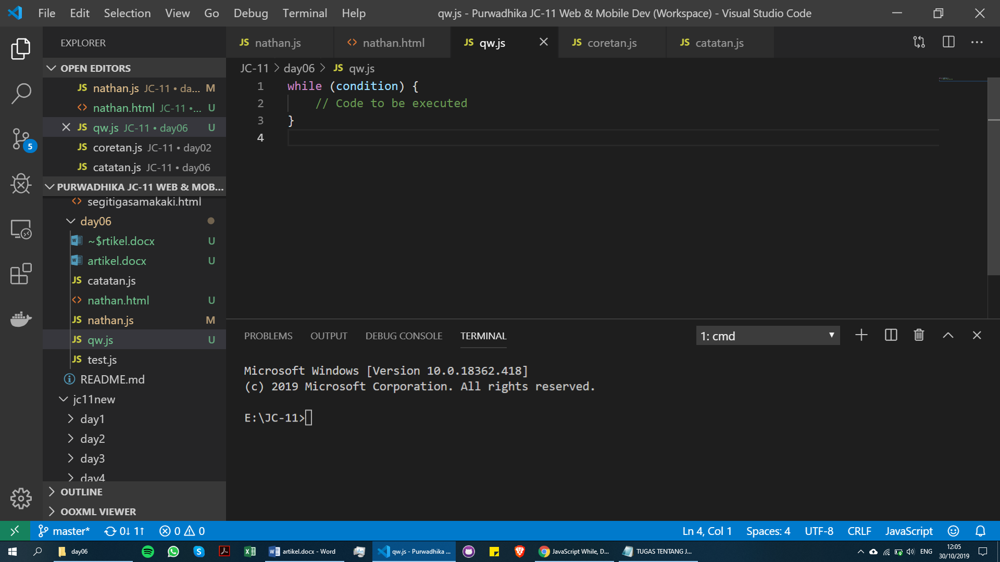 File Edit Selection View Go Debug Terminal Help
qw.js - Purwadhika JC-11 Web & Mobile Dev (Workspace) - Visual Studio Code
EXPLORER
OPEN EDITORS
JS nathan.js JC-11 • da... M
<> nathan.html JC-11 •... U
JS qw.js JC-11 • day06 U
JS coretan.js JC-11 • day02
JS catatan.js JC-11 • day06
PURWADHIKA JC-11 WEB & MOB...
<> segitigasamakaki.html
day06
~$rtikel.docx U
artikel.docx U
JS catatan.js
<> nathan.html U
JS nathan.js M
JS qw.js U
JS test.js
README.md
jc11new
day1
day2
day3
day4
OUTLINE
OOXML VIEWER
5
JS nathan.js <> nathan.html JS qw.js JS coretan.js JS catatan.js
JC-11 > day06 > JS qw.js
1 while (condition) {
2 // Code to be executed
3 }
4
PROBLEMS OUTPUT DEBUG CONSOLE TERMINAL 1: cmd
Microsoft Windows [Version 10.0.18362.418]
(c) 2019 Microsoft Corporation. All rights reserved.
E:\JC-11>
master* 0↓ 1↑ 0 0 Ln 4, Col 1 Spaces: 4 UTF-8 CRLF JavaScript
day06 artikel.docx - Word qw.js - Purwadhika ... JavaScript While, D... TUGAS TENTANG J... ENG 12:05
30/10/2019